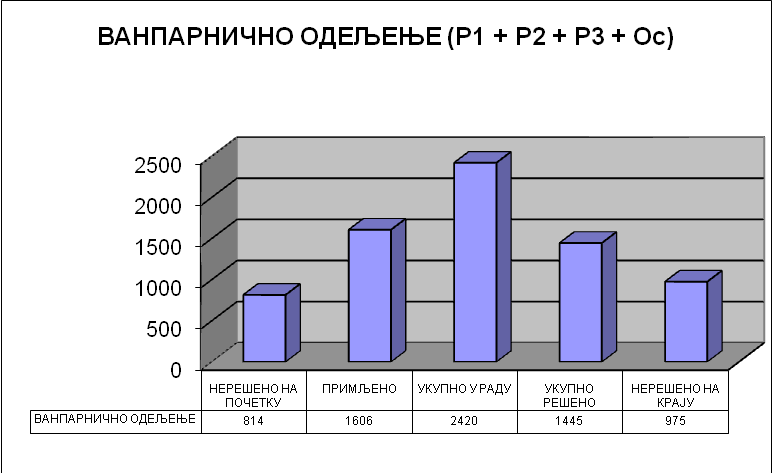 ВАНПАРНИЧНО ОДЕЉЕЊЕ (Р1 + Р2 + Р3 + Ос)
2500
2000
1500
1000
500
0
НЕРЕШЕНО НА ПОЧЕТКУ ПРИМЉЕНО УКУПНО У РАДУ УКУПНО РЕШЕНО НЕРЕШЕНО НА КРАЈУ
ВАНПАРНИЧНО ОДЕЉЕЊЕ 814 1606 2420 1445 975